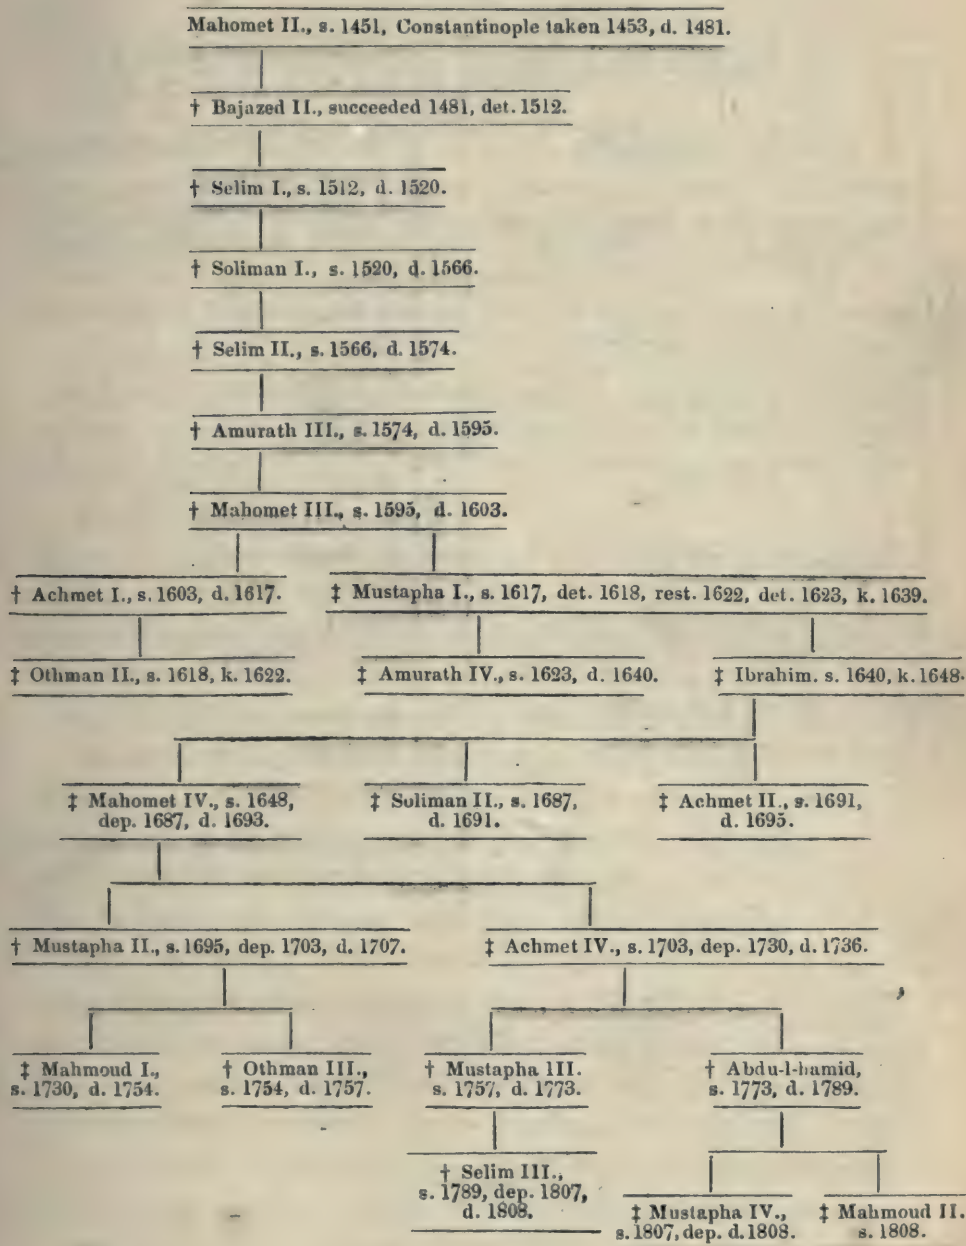 Mahomet II., s. 1451, Constantinople taken 1453, d. 1481.
† Bajazed II., succeeded 1481, det. 1512.
† Selim I., s. 1512, d. 1520.
† Soliman I., s. 1520, d. 1566.
† Selim II., s. 1566, d. 1574.
† Amurath III., s. 1574, d. 1595.
† Mahomet III., s. 1595, d. 1603.
† Achmet I., s. 1603, d. 1617.
‡ Mustapha I., s. 1617, det. 1618, rest. 1622, det. 1623, k. 1639.
‡ Othman II., s. 1618, k. 1622.
‡ Amurath IV., s. 1623, d. 1640.
‡ Ibrahim. s. 1640, k. 1648.
‡ Mahomet IV., s. 1648,
dep. 1687, d. 1693.
‡ Soliman II., s. 1687,
d. 1691.
‡ Achmet II., s. 1691,
d. 1695.
† Mustapha II., s. 1695, dep. 1703, d. 1707.
‡ Achmet IV., s. 1703, dep. 1730, d. 1736.
‡ Mahmoud I.,
s. 1730, d. 1754.
† Othman III.,
s. 1754, d. 1757.
† Mustapha III.
s. 1757, d. 1773.
† Abdu-l-hamid,
s. 1773, d. 1789.
† Selim III.,
s. 1789, dep. 1807,
d. 1808.
‡ Mustapha IV.,
s. 1807, dep. d. 1808.
‡ Mahmoud II.
s. 1808.